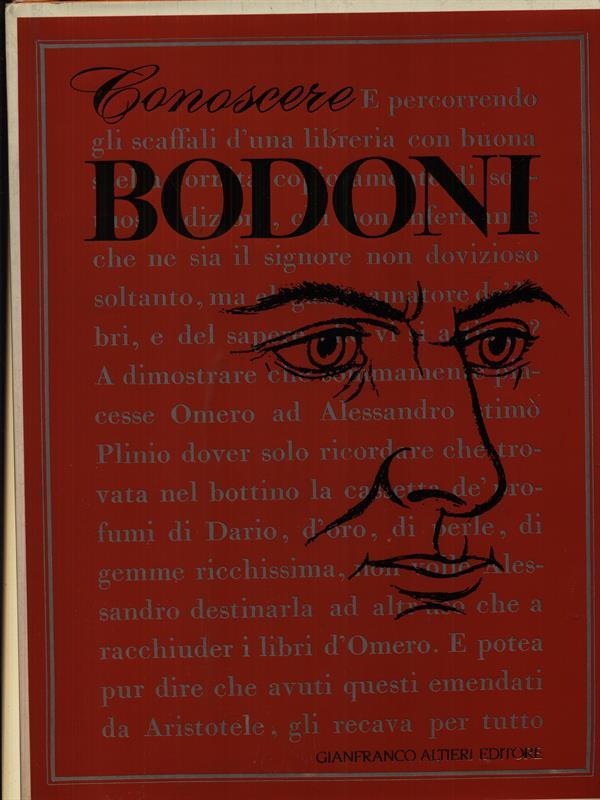 Conoscere E percorrendo
gli scaffali d'una libreria con buona
BODONI
che ne sia il signore non dovizioso
soltanto, ma amatore
bri, e del
A dimostrare che sommamente pia-
cesse Omero ad Alessandro stimò
Plinio dover solo ricordare che tro-
vata nel bottino la cassetta de' pro-
fumi di Dario, d'oro, di perle, di
gemme ricchissima, non volle Ales-
sandro destinarla ad altr'uso che a
racchiuder i libri d'Omero. E potea
pur dire che avuti questi emendati
da Aristotele, gli recava per tutto
GIANFRANCO ALTIERI EDITORE